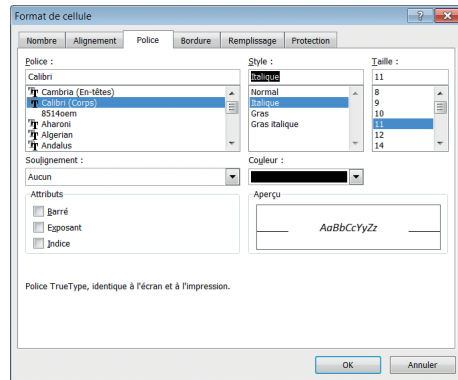 Format de cellule
Nombre Alignement Police Bordure Remplissage Protection
Police : Style : Taille :
Calibri Italique 11
Cambria (En-têtes) Normal 8
Calibri (Corps) Italique 9
8514oem Gras 10
Aharoni Gras italique 11
Algerian 12
Andalus 14
Soulignement : Couleur :
Aucun
Attributs Aperçu
Barré
Exposant AaBbCcYyZz
Indice
Police TrueType, identique à l'écran et à l'impression.
OK Annuler